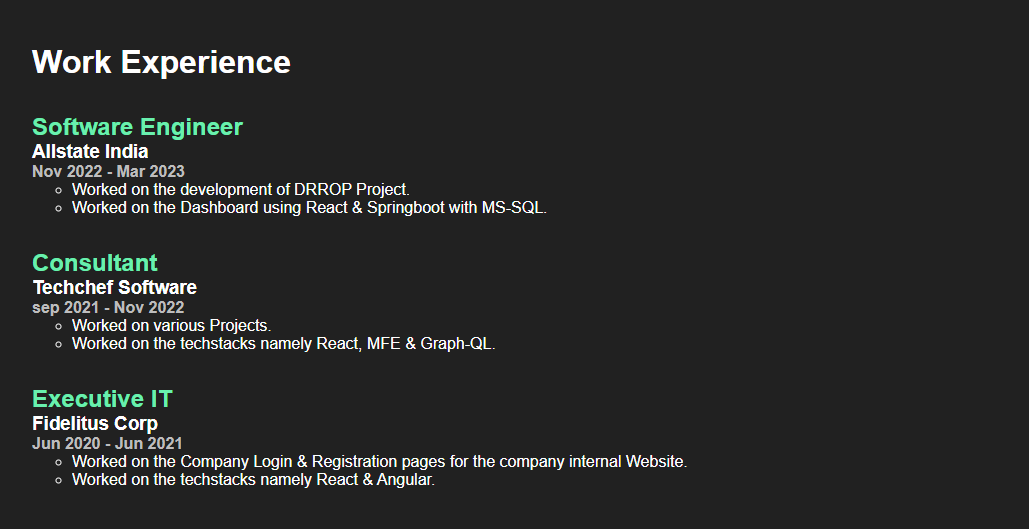 Work Experience
Software Engineer
Allstate India
Nov 2022 - Mar 2023
Worked on the development of DRROP Project.
Worked on the Dashboard using React & Springboot with MS-SQL.
Consultant
Techchef Software
sep 2021 - Nov 2022
Worked on various Projects.
Worked on the techstacks namely React, MFE & Graph-QL.
Executive IT
Fidelitus Corp
Jun 2020 - Jun 2021
Worked on the Company Login & Registration pages for the company internal Website.
Worked on the techstacks namely React & Angular.